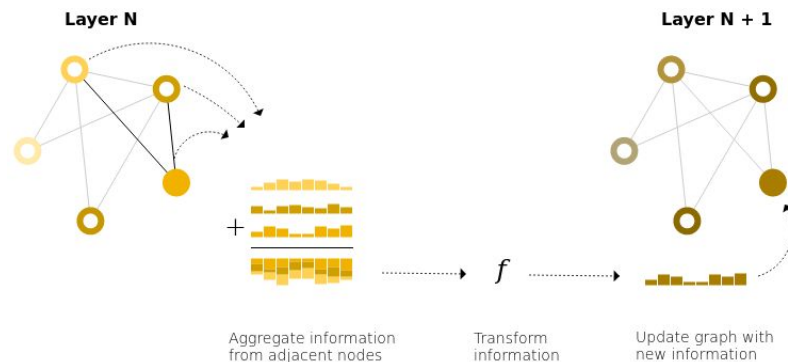 Layer N
Layer N + 1
+
f
Aggregate information
from adjacent nodes
Transform
information
Update graph with
new information